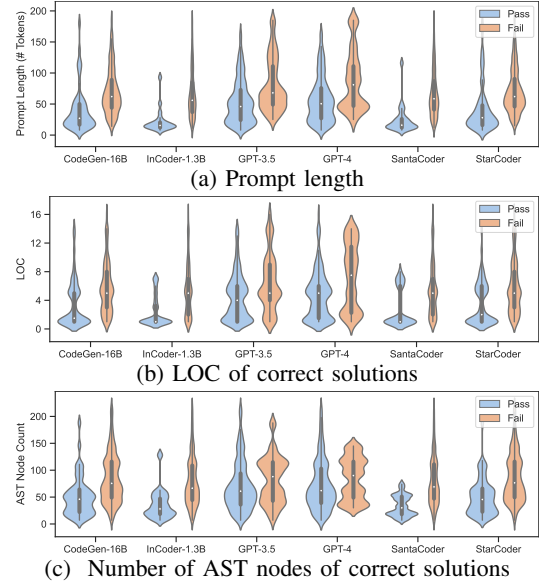 200
150
100
50
0
Prompt Length (# Tokens)
Pass
Fail
CodeGen-16B InCoder-1.3B GPT-3.5 GPT-4 SantaCoder StarCoder
(a) Prompt length
16
12
8
4
0
LOC
Pass
Fail
CodeGen-16B InCoder-1.3B GPT-3.5 GPT-4 SantaCoder StarCoder
(b) LOC of correct solutions
200
150
100
50
0
AST Node Count
Pass
Fail
CodeGen-16B InCoder-1.3B GPT-3.5 GPT-4 SantaCoder StarCoder
(c) Number of AST nodes of correct solutions